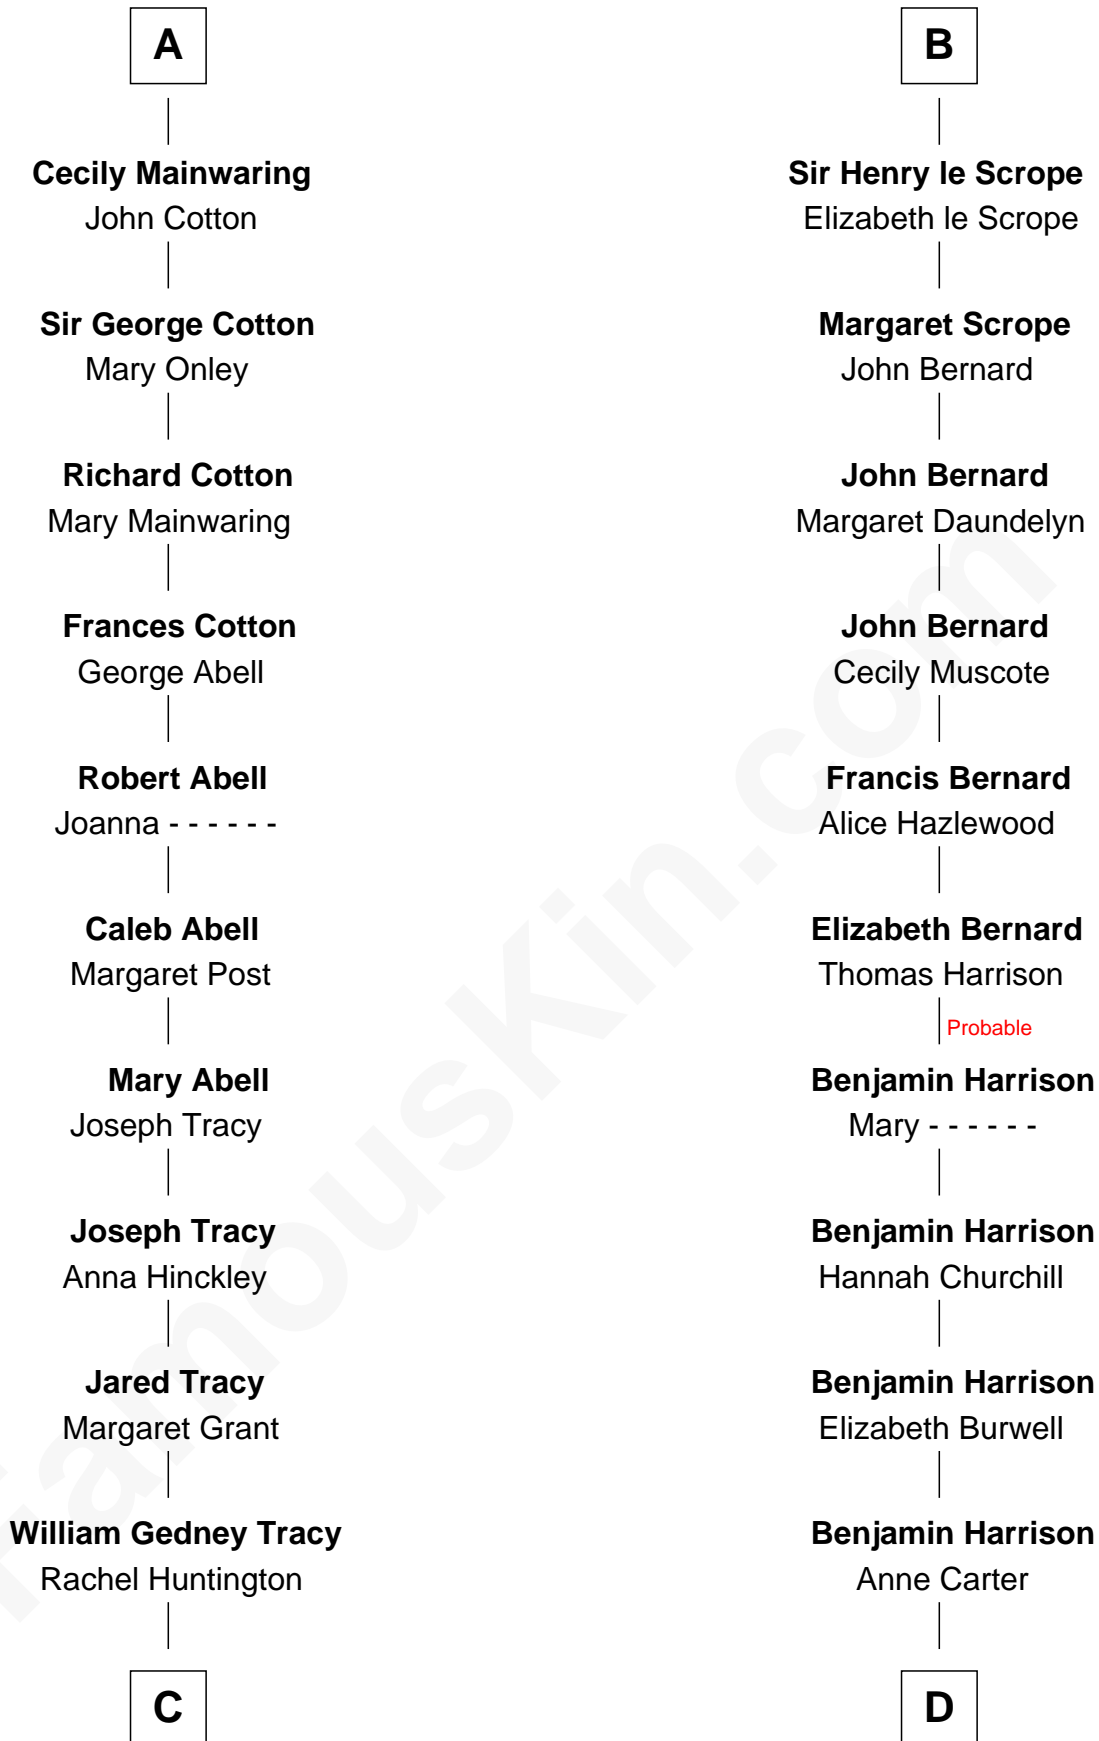 A
Cecily Mainwaring
John Cotton
Sir George Cotton
Mary Onley
Richard Cotton
Mary Mainwaring
Frances Cotton
George Abell
Robert Abell
Joanna - - - - - -
Caleb Abell
Margaret Post
Mary Abell
Joseph Tracy
Joseph Tracy
Anna Hinckley
Jared Tracy
Margaret Grant
William Gedney Tracy
Rachel Huntington
C
B
Sir Henry le Scrope
Elizabeth le Scrope
Margaret Scrope
John Bernard
John Bernard
Margaret Daundelyn
John Bernard
Cecily Muscote
Francis Bernard
Alice Hazlewood
Elizabeth Bernard
Thomas Harrison
Probable
Benjamin Harrison
Mary - - - - - -
Benjamin Harrison
Hannah Churchill
Benjamin Harrison
Elizabeth Burwell
Benjamin Harrison
Anne Carter
D
FamousKin.com